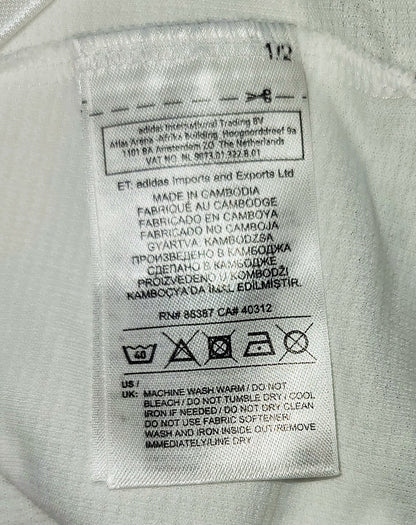 1/2
adidas International Trading BV
Atlas Arena -Afrika Building, Hoogoorddreef 9a
1101 BA Amsterdam ZO The Netherlands
VAT NO. NL 8073.01.322.B.01
ET: adidas Imports and Exports Ltd
MADE IN CAMBODIA
FABRIQUÉ AU CAMBODGE
FABRICADO EN CAMBOYA
FABRICADO NO CAMBOJA
GYÁRTVA: KAMBODZSA
ПРОИЗВЕДЕНО В КАМБОДЖА
СДЕЛАНО В КАМБОДЖЕ
PROIZVEDENO U KOMBODŽI
KAMBOÇYA'DA İMAL EDİLMİŞTİR.
RN# 88387 CA# 40312
40
US /
UK: MACHINE WASH WARM / DO NOT
BLEACH / DO NOT TUMBLE DRY / COOL
IRON IF NEEDED / DO NOT DRY CLEAN
DO NOT USE FABRIC SOFTENER/
WASH AND IRON INSIDE OUT/REMOVE
IMMEDIATELY/LINE DRY